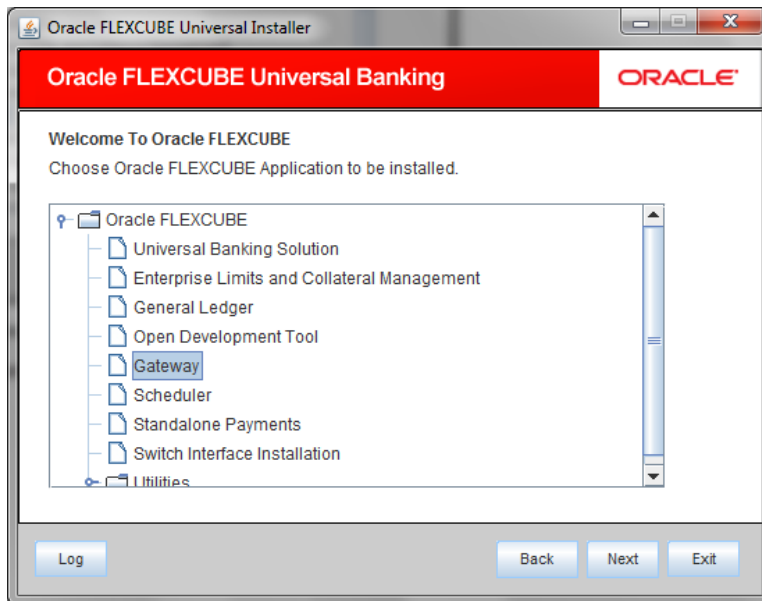 Oracle FLEXCUBE Universal Installer
Oracle FLEXCUBE Universal Banking
ORACLE
Welcome To Oracle FLEXCUBE
Choose Oracle FLEXCUBE Application to be installed.
Oracle FLEXCUBE
Universal Banking Solution
Enterprise Limits and Collateral Management
General Ledger
Open Development Tool
Gateway
Scheduler
Standalone Payments
Switch Interface Installation
Utilities
Log
Back
Next
Exit